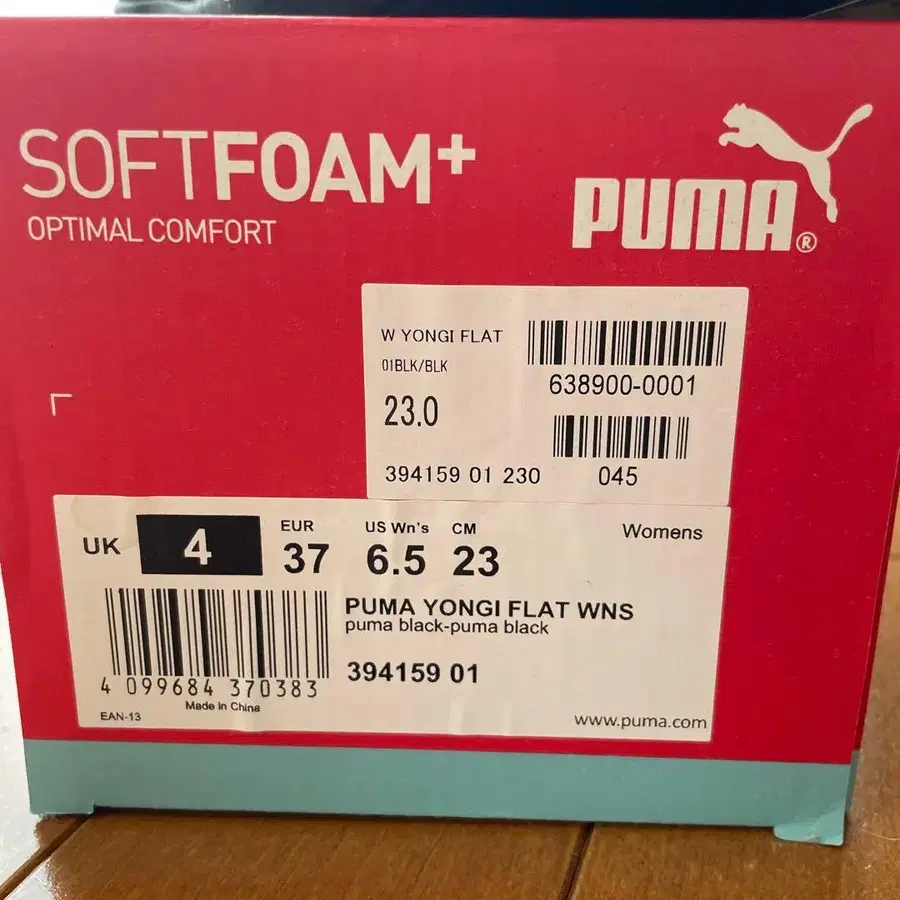 SOFTFOAM+
OPTIMAL COMFORT
PUMA®
W YONGI FLAT
01BLK/BLK
638900-0001
23.0
394159 01 230
045
UK 4
EUR 37
US Wn's 6.5
CM 23
Womens
PUMA YONGI FLAT WNS
puma black-puma black
394159 01
4 099684 370383
Made in China
EAN-13
www.puma.com